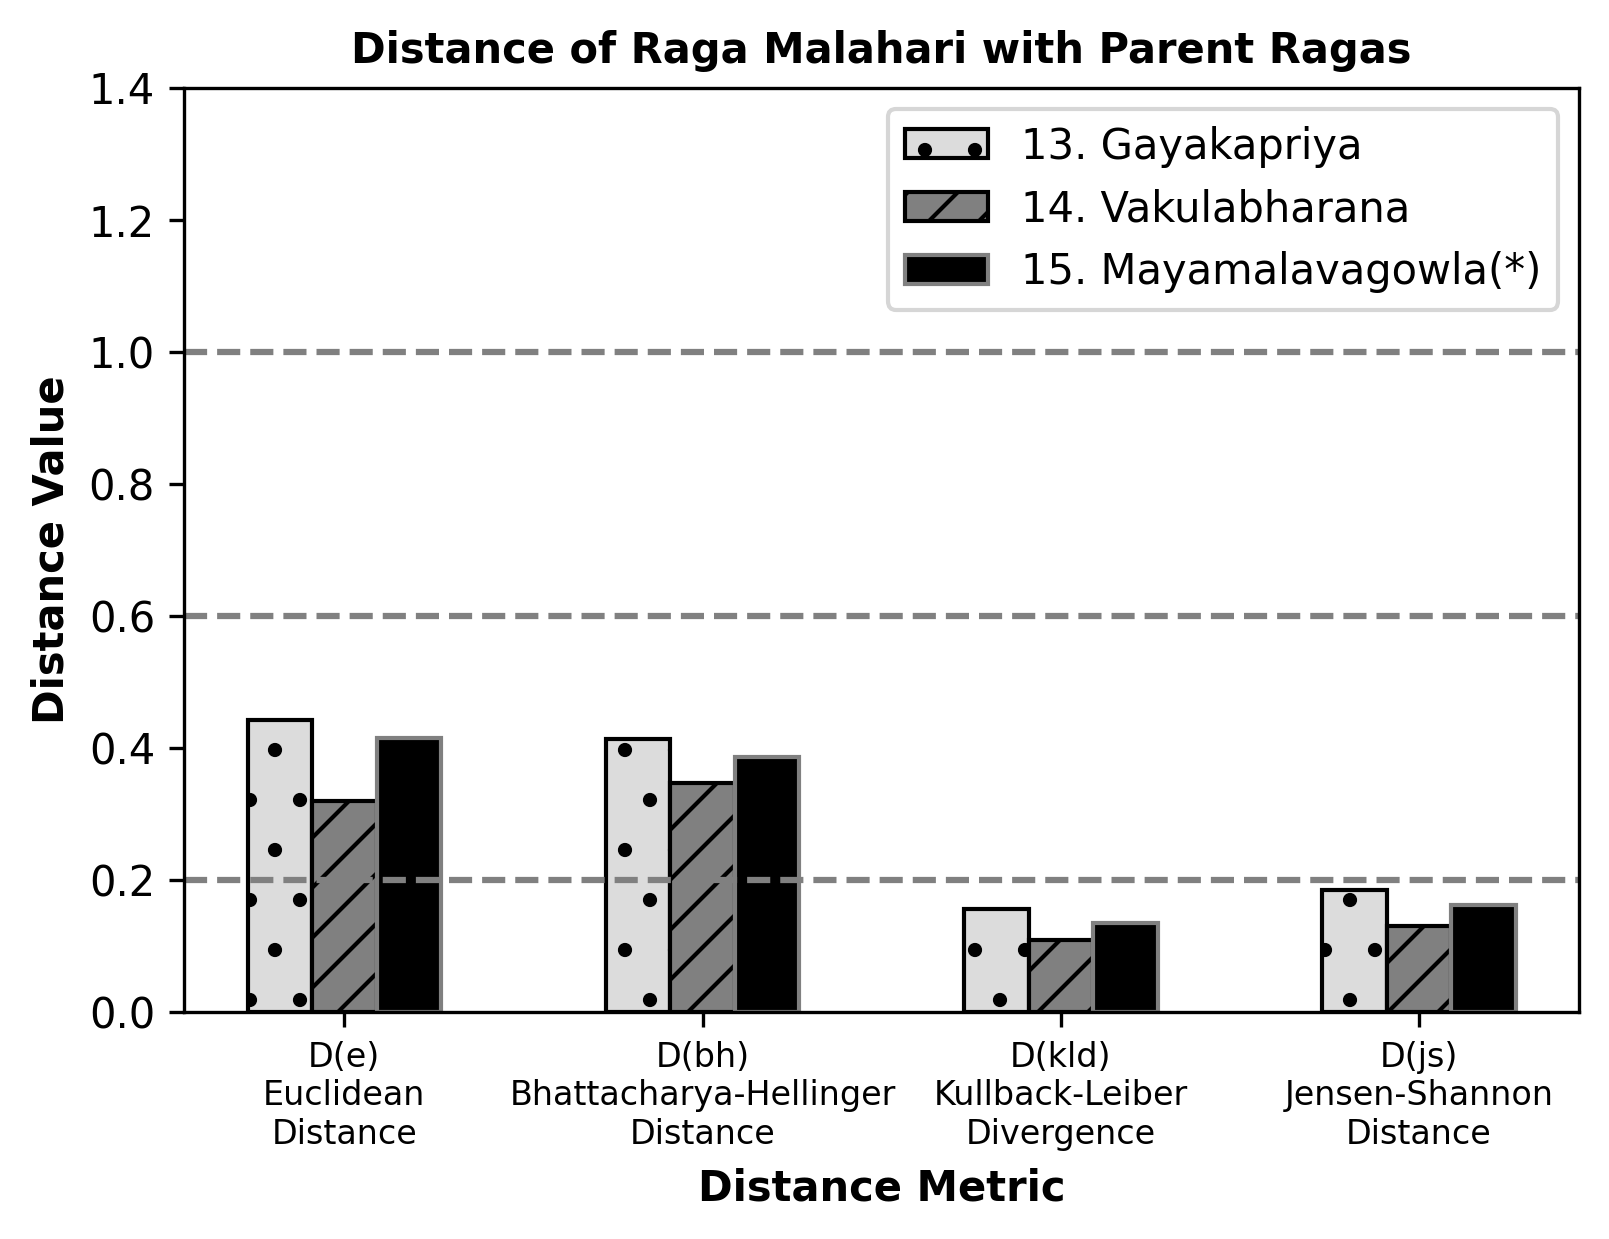 Distance of Raga Malahari with Parent Ragas
13. Gayakapriya
14. Vakulabharana
15. Mayamalavagowla(*)
Distance Value
1.4
1.2
1.0
0.8
0.6
0.4
0.2
0.0
D(e)
Euclidean
Distance
D(bh)
Bhattacharya-Hellinger
Distance
D(kld)
Kullback-Leiber
Divergence
D(js)
Jensen-Shannon
Distance
Distance Metric